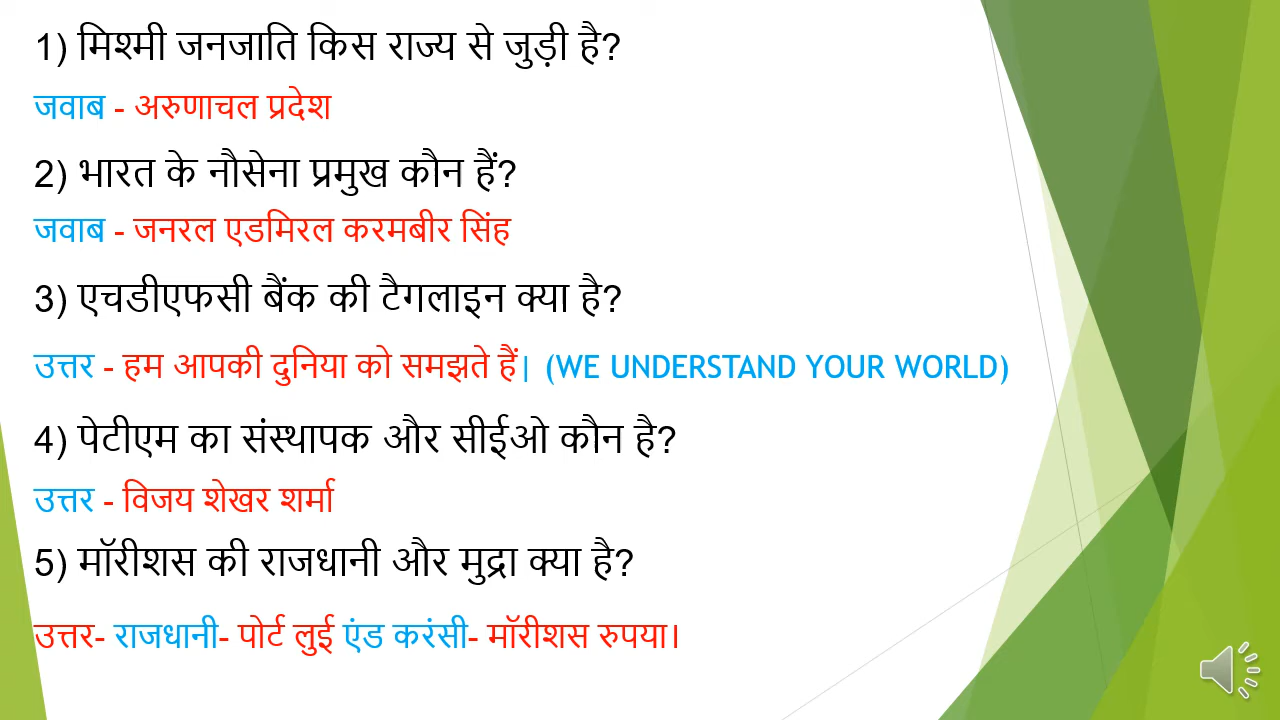 1) मिश्मी जनजाति किस राज्य से जुड़ी है?
जवाब - अरुणाचल प्रदेश
2) भारत के नौसेना प्रमुख कौन हैं?
जवाब - जनरल एडमिरल करमबीर सिंह
3) एचडीएफसी बैंक की टैगलाइन क्या है?
उत्तर - हम आपकी दुनिया को समझते हैं| (WE UNDERSTAND YOUR WORLD)
4) पेटीएम का संस्थापक और सीईओ कौन है?
उत्तर - विजय शेखर शर्मा
5) मॉरीशस की राजधानी और मुद्रा क्या है?
उत्तर- राजधानी- पोर्ट लुई एंड करंसी- मॉरीशस रुपया।